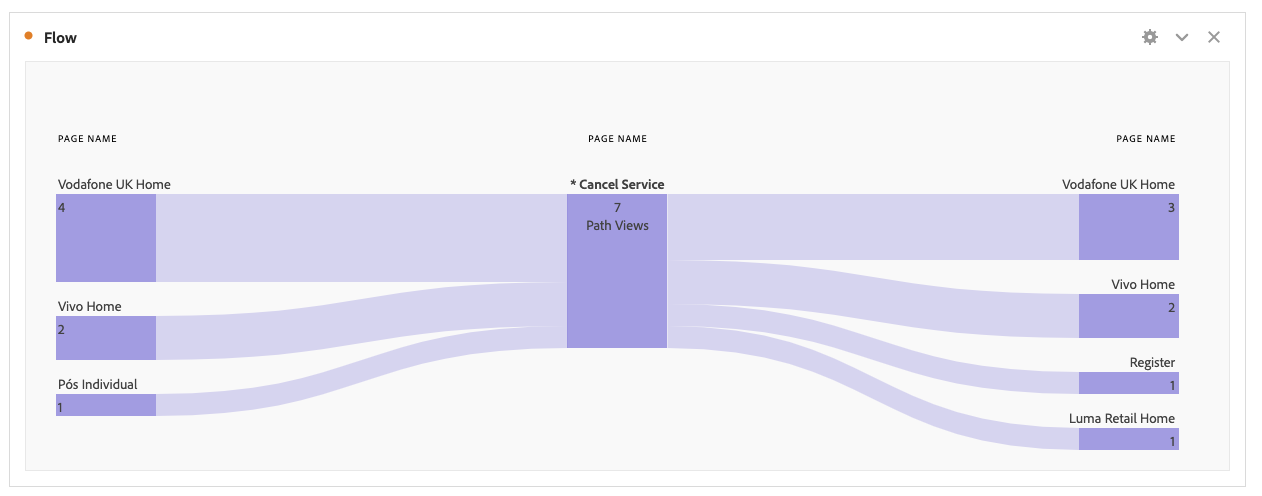 Flow
PAGE NAME
PAGE NAME
PAGE NAME
Vodafone UK Home
4
Vivo Home
2
Pós Individual
1
* Cancel Service
7
Path Views
Vodafone UK Home
3
Vivo Home
2
Register
1
Luma Retail Home
1